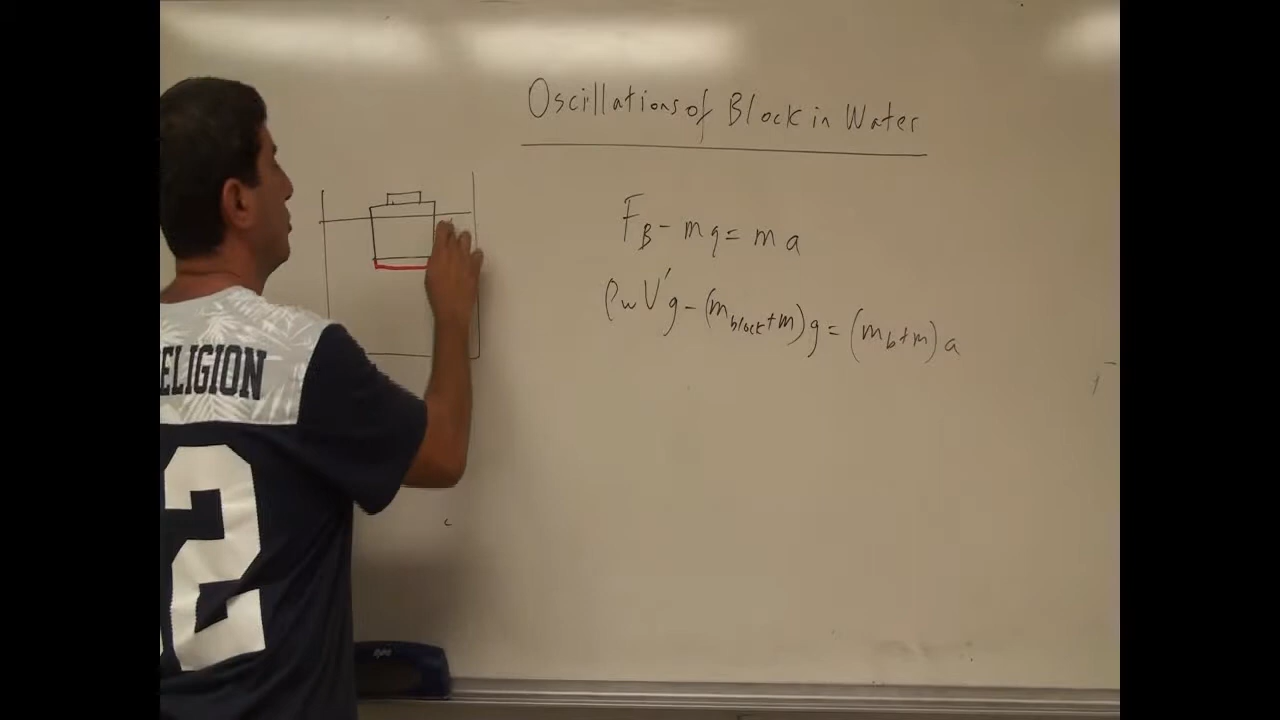 Oscillations of Block in Water
F_B - mg = ma
ρ_w V'g - (m_block + m)g = (m_b + m)a
ELIGION
2